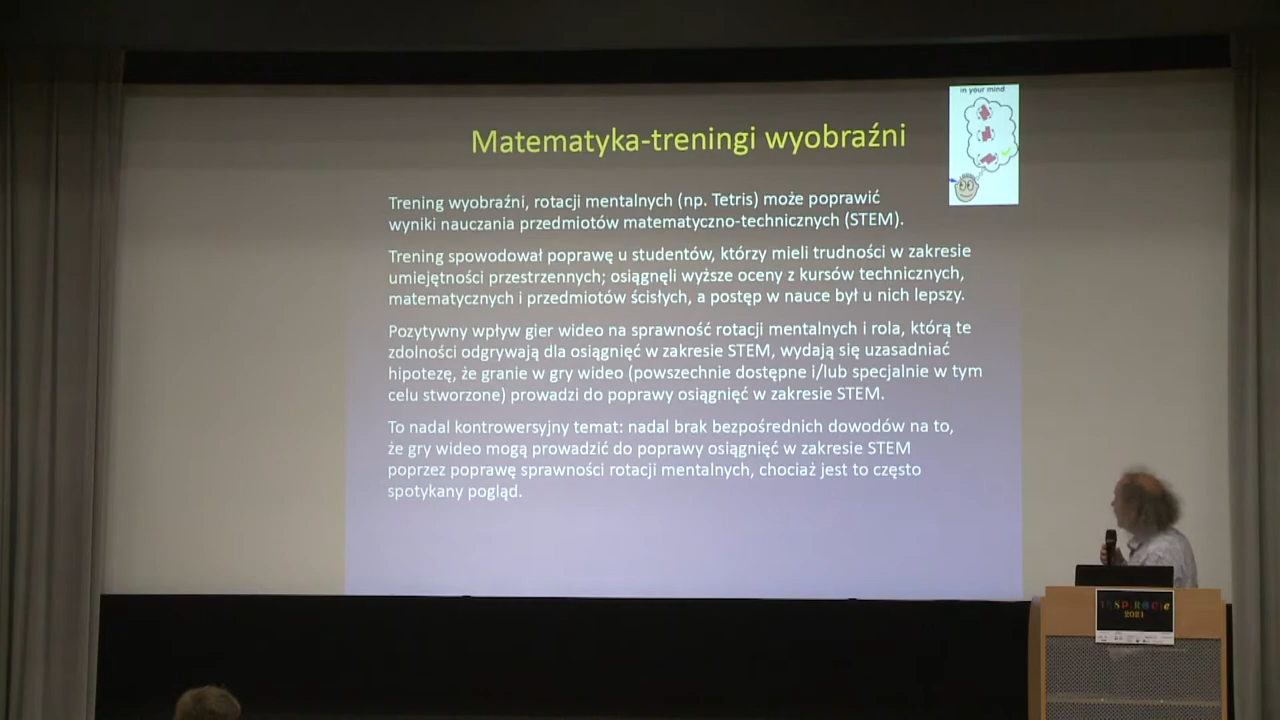 in your mind
Matematyka-treningi wyobraźni
Trening wyobraźni, rotacji mentalnych (np. Tetris) może poprawić
wyniki nauczania przedmiotów matematyczno-technicznych (STEM).
Trening spowodował poprawę u studentów, którzy mieli trudności w zakresie
umiejętności przestrzennych; osiągnęli wyższe oceny z kursów technicznych,
matematycznych i przedmiotów ścisłych, a postęp w nauce był u nich lepszy.
Pozytywny wpływ gier wideo na sprawność rotacji mentalnych i rola, którą te
zdolności odgrywają dla osiągnięć w zakresie STEM, wydają się uzasadniać
hipotezę, że granie w gry wideo (powszechnie dostępne i/lub specjalnie w tym
celu stworzone) prowadzi do poprawy osiągnięć w zakresie STEM.
To nadal kontrowersyjny temat: nadal brak bezpośrednich dowodów na to,
że gry wideo mogą prowadzić do poprawy osiągnięć w zakresie STEM
poprzez poprawę sprawności rotacji mentalnych, chociaż jest to często
spotykany pogląd.
INSPIRACJE
2021